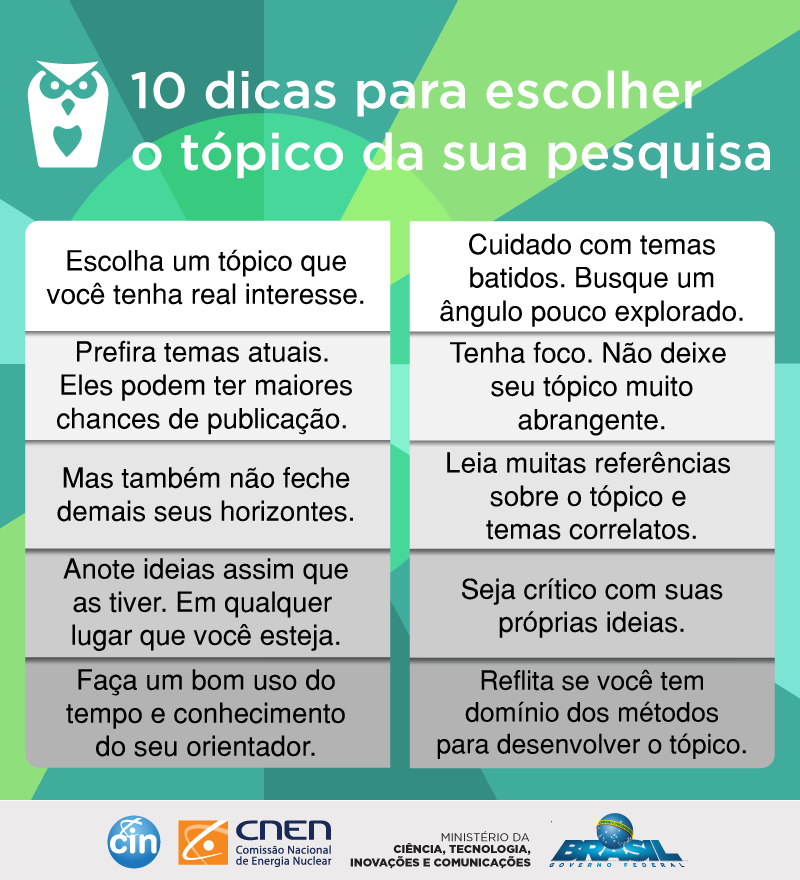 10 dicas para escolher
o tópico da sua pesquisa
Escolha um tópico que
você tenha real interesse.
Cuidado com temas
batidos. Busque um
ângulo pouco explorado.
Prefira temas atuais.
Eles podem ter maiores
chances de publicação.
Tenha foco. Não deixe
seu tópico muito
abrangente.
Mas também não feche
demais seus horizontes.
Leia muitas referências
sobre o tópico e
temas correlatos.
Anote ideias assim que
as tiver. Em qualquer
lugar que você esteja.
Seja crítico com suas
próprias ideias.
Faça um bom uso do
tempo e conhecimento
do seu orientador.
Reflita se você tem
domínio dos métodos
para desenvolver o tópico.
cin
CNEN
Comissão Nacional
de Energia Nuclear
MINISTÉRIO DA
CIÊNCIA, TECNOLOGIA,
INOVAÇÕES E COMUNICAÇÕES
BRASIL
GOVERNO FEDERAL